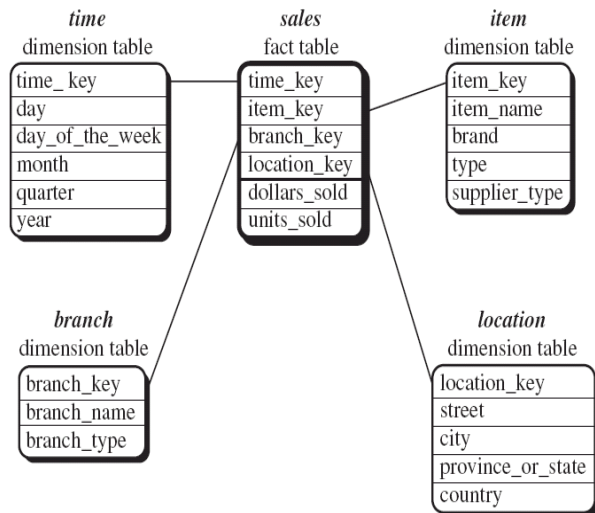 time
dimension table
time_ key
day
day_of_the_week
month
quarter
year
sales
fact table
time_key
item_key
branch_key
location_key
dollars_sold
units_sold
item
dimension table
item_key
item_name
brand
type
supplier_type
branch
dimension table
branch_key
branch_name
branch_type
location
dimension table
location_key
street
city
province_or_state
country